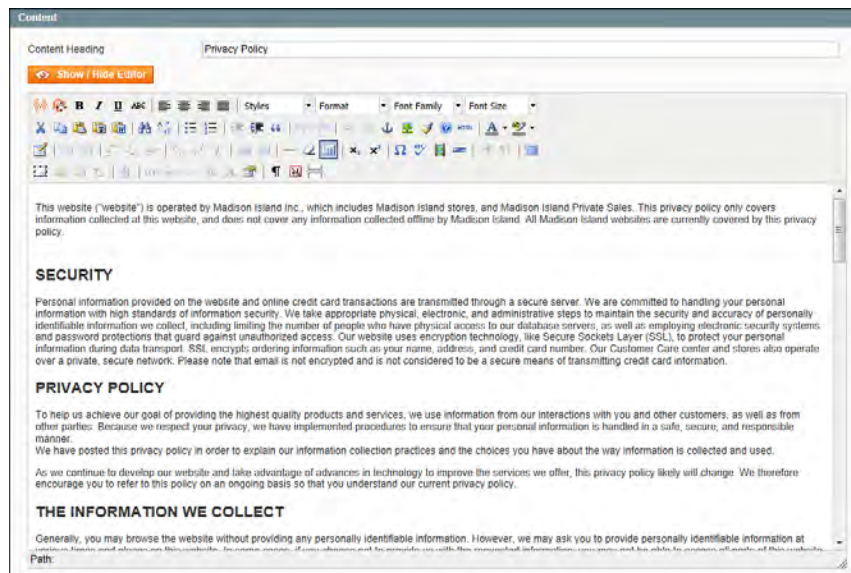 Content
Content Heading
Privacy Policy
Show / Hide Editor
B I U ABC Styles Format Font Family Font Size
HTML A
This website ("website") is operated by Madison Island Inc., which includes Madison Island stores, and Madison Island Private Sales. This privacy policy only covers
information collected at this website, and does not cover any information collected offline by Madison Island. All Madison Island websites are currently covered by this privacy
policy.
SECURITY
Personal information provided on the website and online credit card transactions are transmitted through a secure server. We are committed to handling your personal
information with high standards of information security. We take appropriate physical, electronic, and administrative steps to maintain the security and accuracy of personally
identifiable information we collect, including limiting the number of people who have physical access to our database servers, as well as employing electronic security systems
and password protections that guard against unauthorized access. Our website uses encryption technology, like Secure Sockets Layer (SSL), to protect your personal
information during data transport. SSL encrypts ordering information such as your name, address, and credit card number. Our Customer Care center and stores also operate
over a private, secure network. Please note that email is not encrypted and is not considered to be a secure means of transmitting credit card information.
PRIVACY POLICY
To help us achieve our goal of providing the highest quality products and services, we use information from our interactions with you and other customers, as well as from
other parties. Because we respect your privacy, we have implemented procedures to ensure that your personal information is handled in a safe, secure, and responsible
manner.
We have posted this privacy policy in order to explain our information collection practices and the choices you have about the way information is collected and used.
As we continue to develop our website and take advantage of advances in technology to improve the services we offer, this privacy policy likely will change. We therefore
encourage you to refer to this policy on an ongoing basis so that you understand our current privacy policy.
THE INFORMATION WE COLLECT
Generally, you may browse the website without providing any personally identifiable information. However, we may ask you to provide personally identifiable information at
Path: